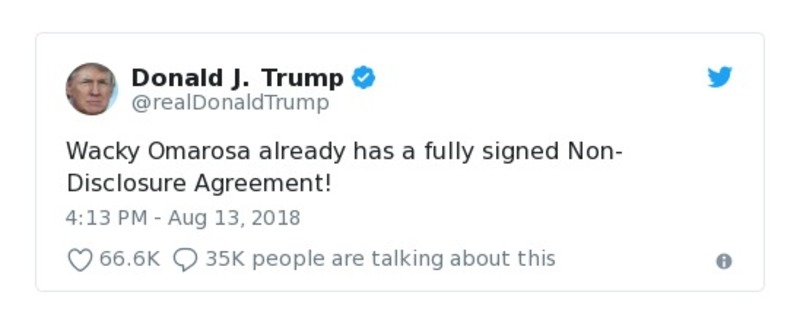 Donald J. Trump
@realDonaldTrump
Wacky Omarosa already has a fully signed Non-
Disclosure Agreement!
4:13 PM - Aug 13, 2018
66.6K 35K people are talking about this